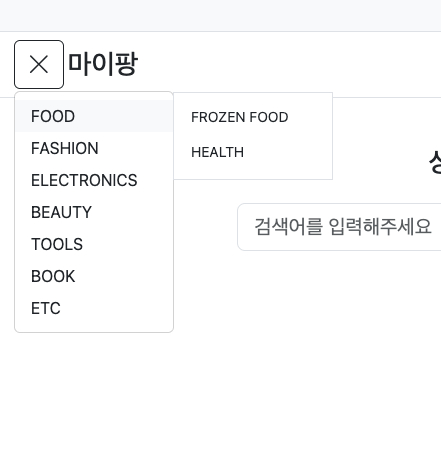 마이팡
FOOD
FROZEN FOOD
FASHION
HEALTH
ELECTRONICS
BEAUTY
검색어를 입력해주세요
TOOLS
BOOK
ETC